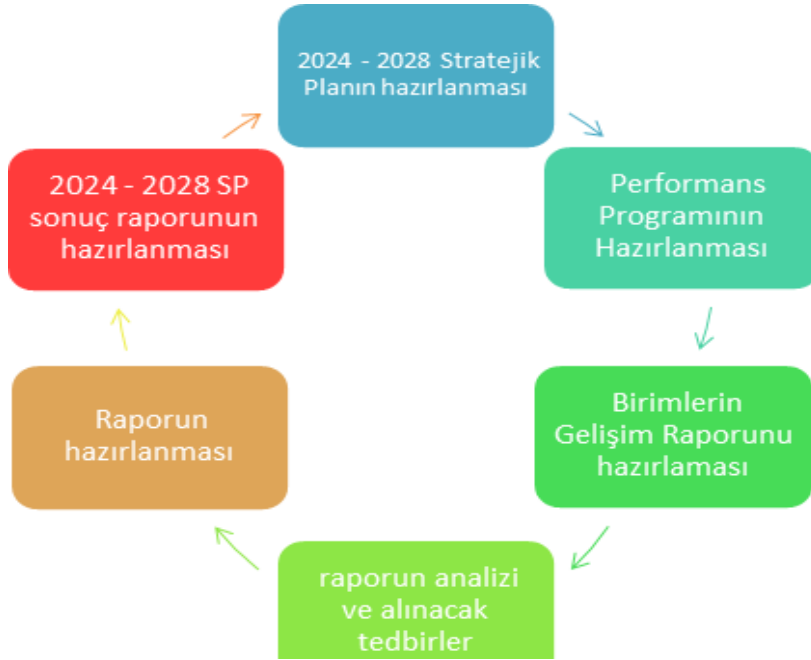 2024 - 2028 Stratejik
Planın hazırlanması
Performans
Programının
Hazırlanması
Birimlerin
Gelişim Raporunu
hazırlaması
raporun analizi
ve alınacak
tedbirler
Raporun
hazırlanması
2024 - 2028 SP
sonuç raporunun
hazırlanması